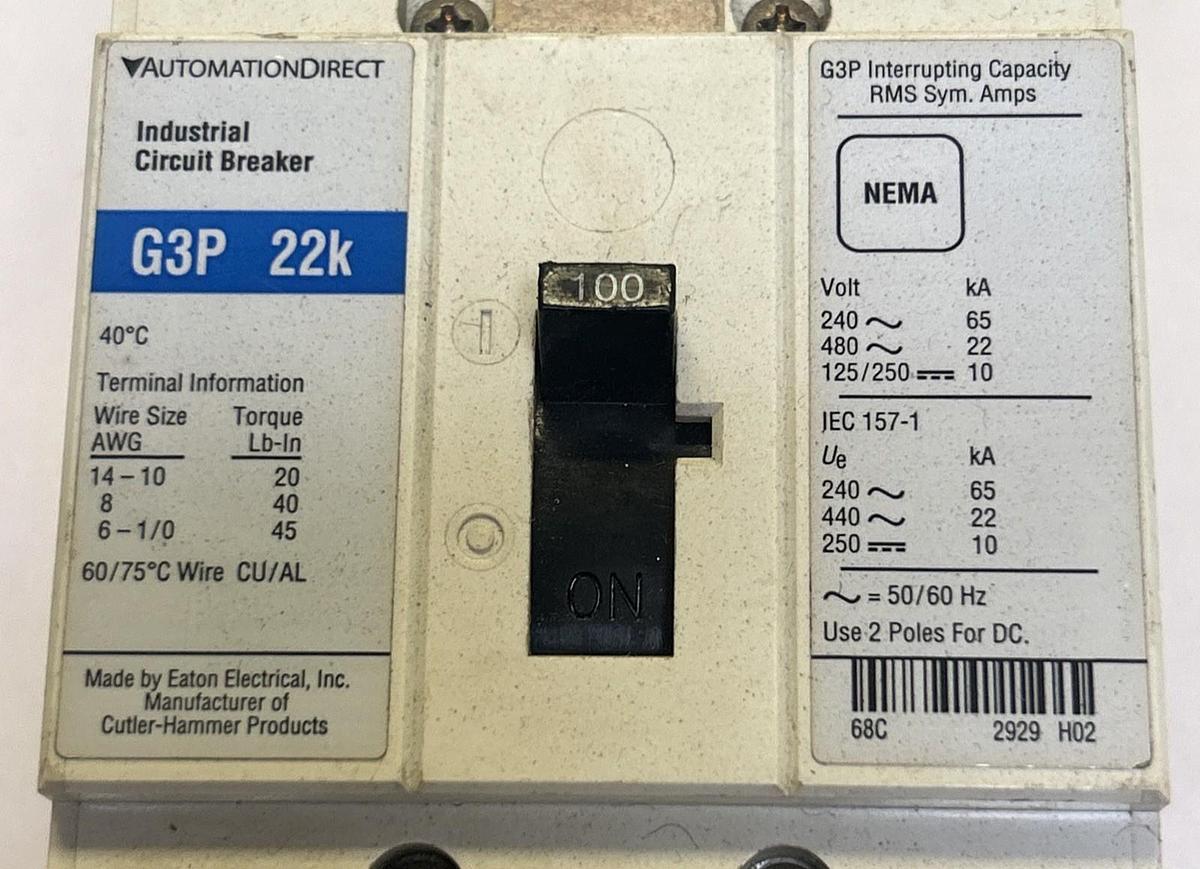 AUTOMATIONDIRECT
Industrial
Circuit Breaker
G3P 22k
40°C
Terminal Information
Wire Size Torque
AWG Lb-In
14 – 10 20
8 40
6 – 1/0 45
60/75°C Wire CU/AL
Made by Eaton Electrical, Inc.
Manufacturer of
Cutler-Hammer Products
100
I
O
ON
G3P Interrupting Capacity
RMS Sym. Amps
NEMA
Volt kA
240 ~ 65
480 ~ 22
125/250 ⎓ 10
IEC 157-1
Ue kA
240 ~ 65
440 ~ 22
250 ⎓ 10
~ = 50/60 Hz
Use 2 Poles For DC.
68C 2929 H02